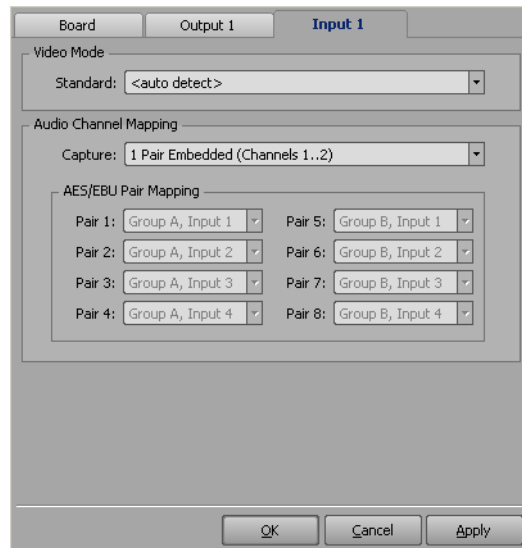 Board Output 1 Input 1
Video Mode
Standard: <auto detect>
Audio Channel Mapping
Capture: 1 Pair Embedded (Channels 1..2)
AES/EBU Pair Mapping
Pair 1: Group A, Input 1 Pair 5: Group B, Input 1
Pair 2: Group A, Input 2 Pair 6: Group B, Input 2
Pair 3: Group A, Input 3 Pair 7: Group B, Input 3
Pair 4: Group A, Input 4 Pair 8: Group B, Input 4
OK Cancel Apply